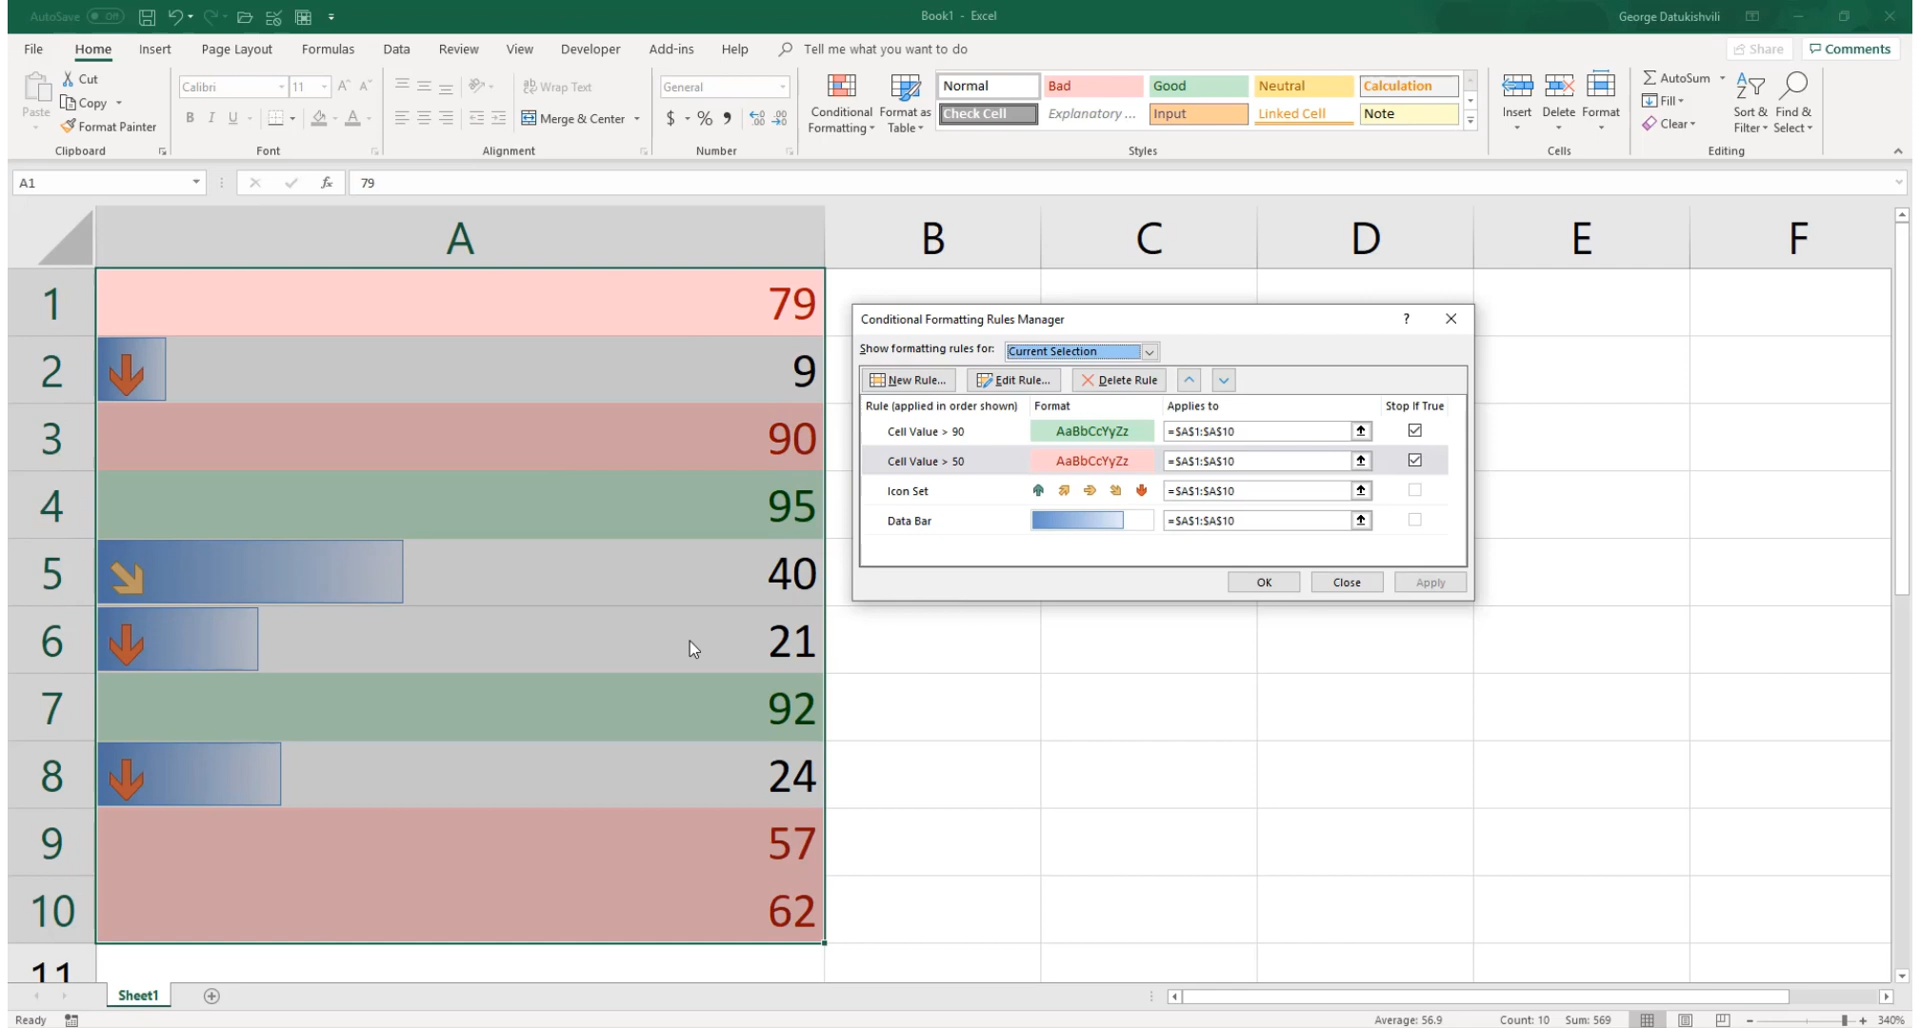 AutoSave Off Book1 - Excel George Datukishvili
File Home Insert Page Layout Formulas Data Review View Developer Add-ins Help Tell me what you want to do Share Comments
Paste
Cut
Copy
Format Painter
Clipboard
Calibri 11
B I U
Font
ab Wrap Text
Merge & Center
Alignment
General
$ % ,
Number
Conditional Formatting
Format as Table
Normal Bad Good Neutral Calculation
Check Cell Explanatory ... Input Linked Cell Note
Styles
Insert Delete Format
Cells
AutoSum
Fill
Clear
Sort & Filter
Find & Select
Editing
A1 fx 79
A B C D E F
1 79
2 9
3 90
4 95
5 40
6 21
7 92
8 24
9 57
10 62
11
Conditional Formatting Rules Manager ?
Show formatting rules for: Current Selection
New Rule... Edit Rule... Delete Rule
Rule (applied in order shown) Format Applies to Stop If True
Cell Value > 90 AaBbCcYyZz =$A$1:$A$10
Cell Value > 50 AaBbCcYyZz =$A$1:$A$10
Icon Set =$A$1:$A$10
Data Bar =$A$1:$A$10
OK Close Apply
Sheet1
Ready Average: 56.9 Count: 10 Sum: 569 340%